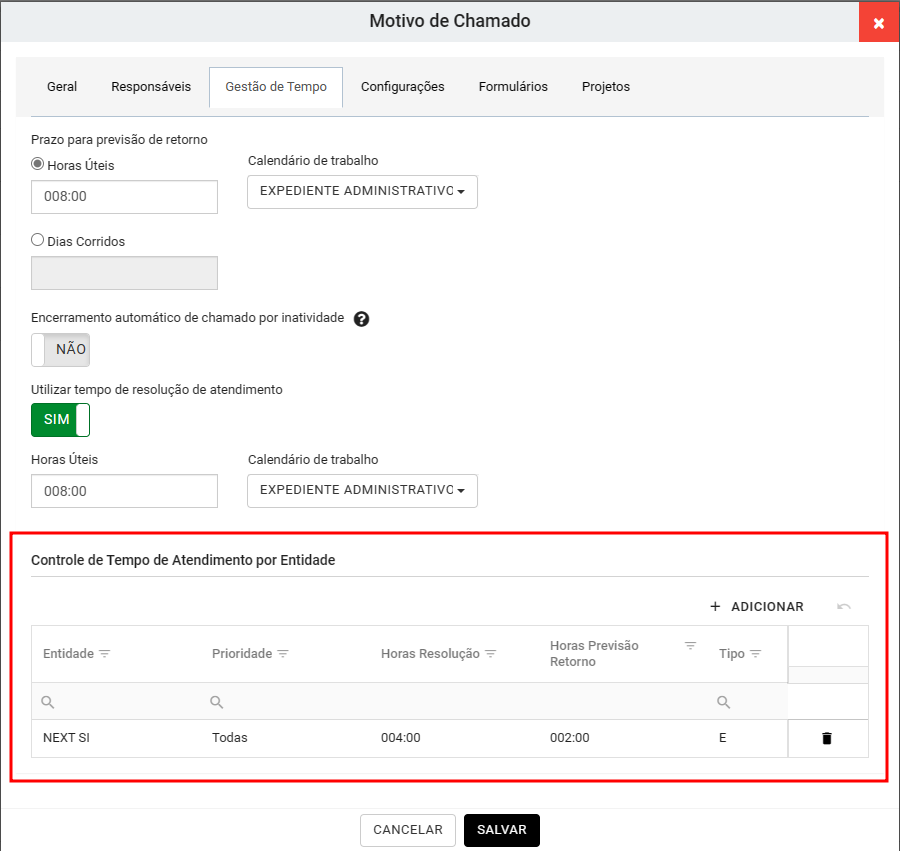 Motivo de Chamado
Geral Responsáveis Gestão de Tempo Configurações Formulários Projetos
Prazo para previsão de retorno
Horas Úteis
Calendário de trabalho
008:00
EXPEDIENTE ADMINISTRATIVO
Dias Corridos
Encerramento automático de chamado por inatividade ?
NÃO
Utilizar tempo de resolução de atendimento
SIM
Horas Úteis Calendário de trabalho
008:00 EXPEDIENTE ADMINISTRATIVO
Controle de Tempo de Atendimento por Entidade
+ ADICIONAR
Entidade Prioridade Horas Resolução Horas Previsão Retorno Tipo
NEXT SI Todas 004:00 002:00 E
CANCELAR SALVAR